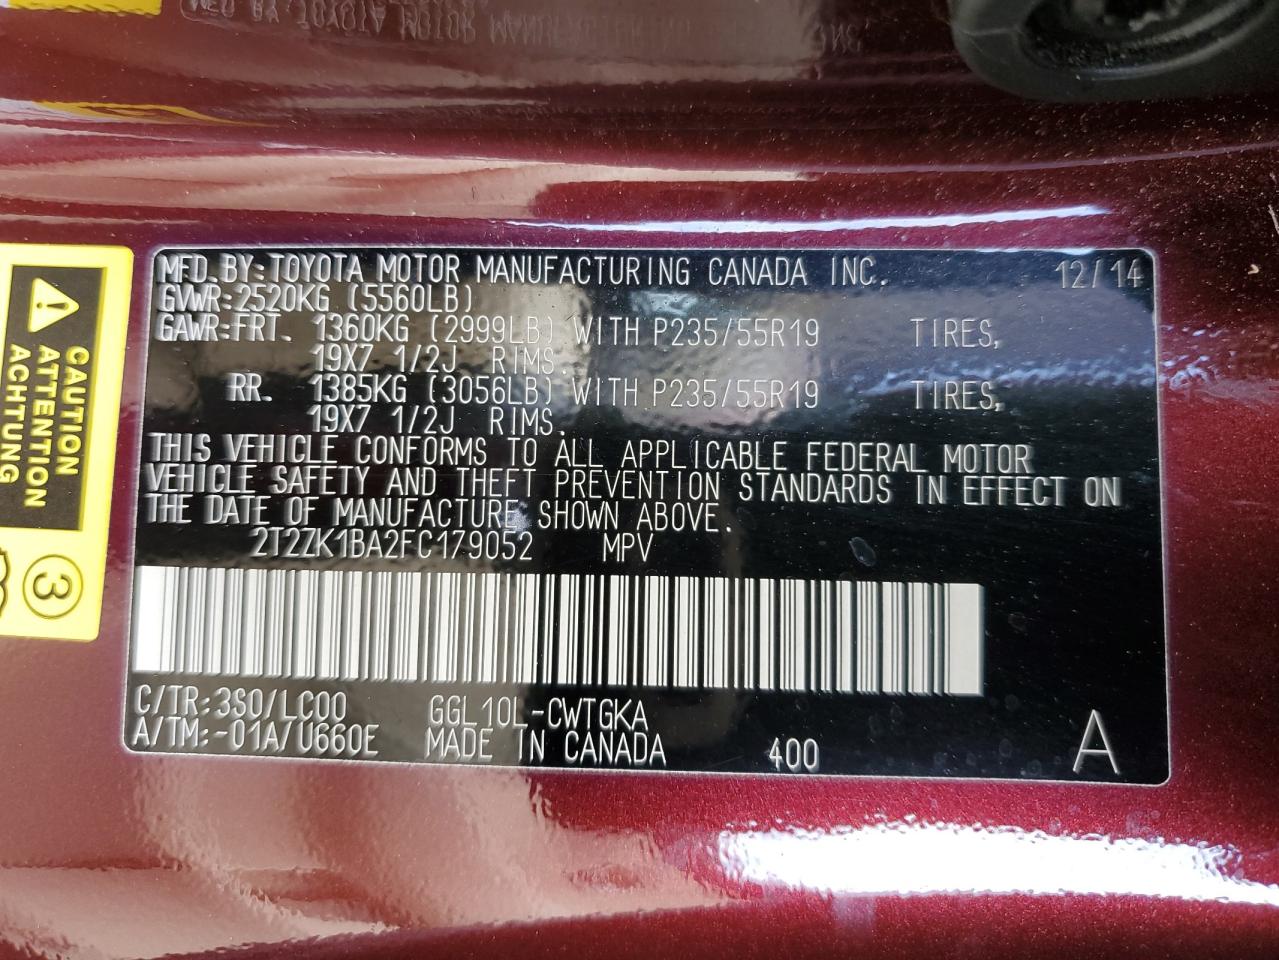 MFD.BY:TOYOTA MOTOR MANUFACTURING CANADA INC. 12/14
GVWR:2520KG (5560LB)
GAWR:FRT. 1360KG (2999LB) WITH P235/55R19 TIRES,
19X7 1/2J RIMS.
RR. 1385KG (3056LB) WITH P235/55R19 TIRES,
19X7 1/2J RIMS.
THIS VEHICLE CONFORMS TO ALL APPLICABLE FEDERAL MOTOR
VEHICLE SAFETY AND THEFT PREVENTION STANDARDS IN EFFECT ON
THE DATE OF MANUFACTURE SHOWN ABOVE.
2T2ZK1BA2FC179052 MPV
C/TR:3S0/LC00 GGL10L-CWTGKA
A/TM:-01A/U660E MADE IN CANADA 400 A
CAUTION
ATTENTION
ACHTUNG
3